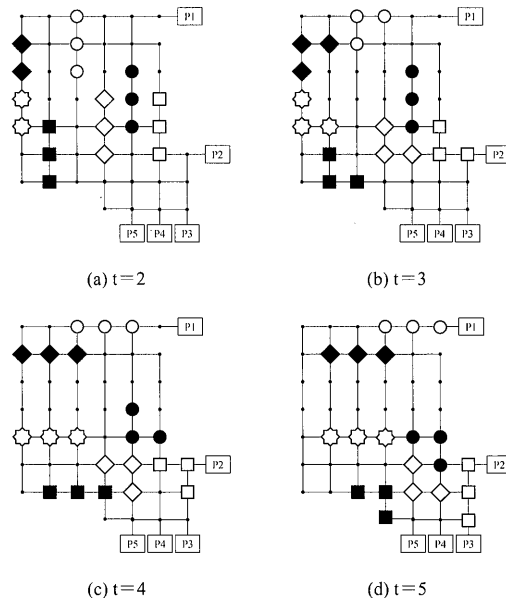 P1 P1
P2 P2
P5 P4 P3 P5 P4 P3
(a) t=2 (b) t=3
P1 P1
P2 P2
P5 P4 P3 P5 P4 P3
(c) t=4 (d) t=5